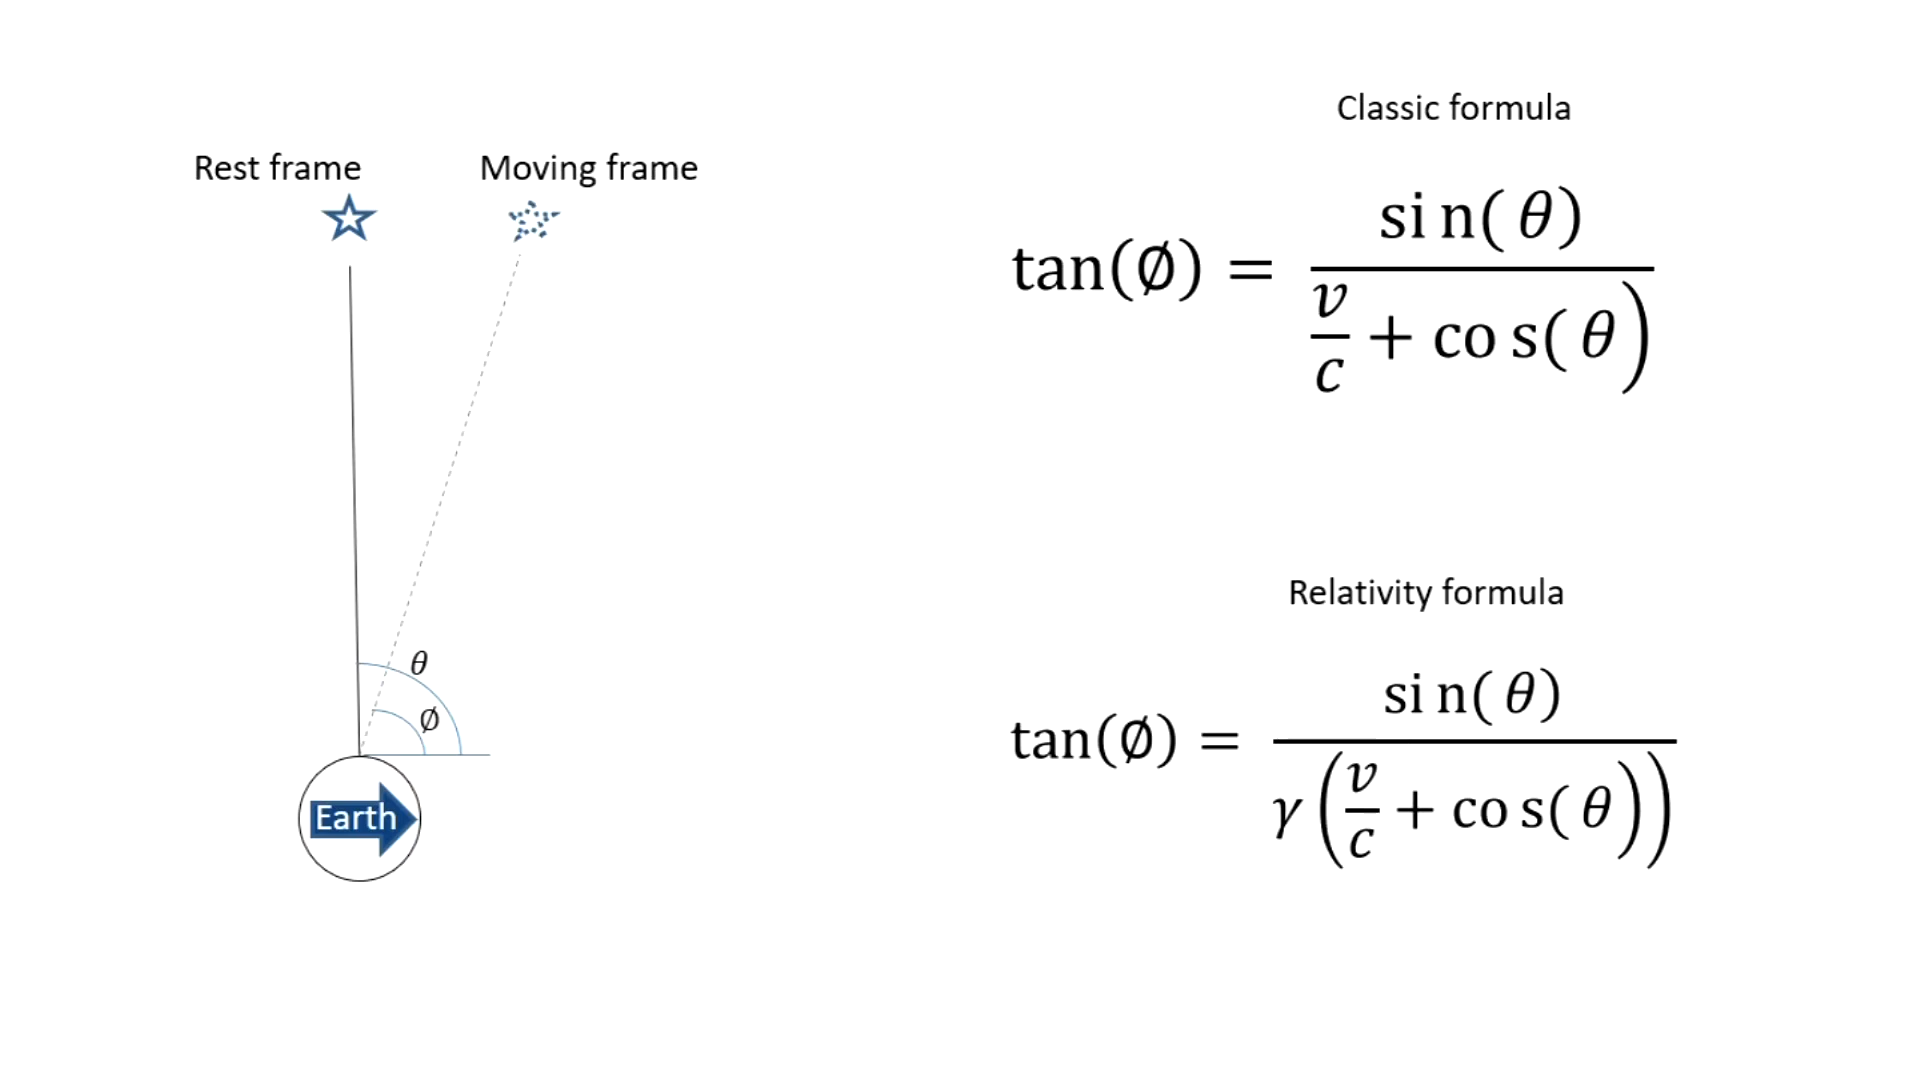 Rest frame
Moving frame
θ
∅
Earth
Classic formula
tan(∅) = sin( θ) / (v/c + cos( θ))
Relativity formula
tan(∅) = sin( θ) / γ(v/c + cos( θ))